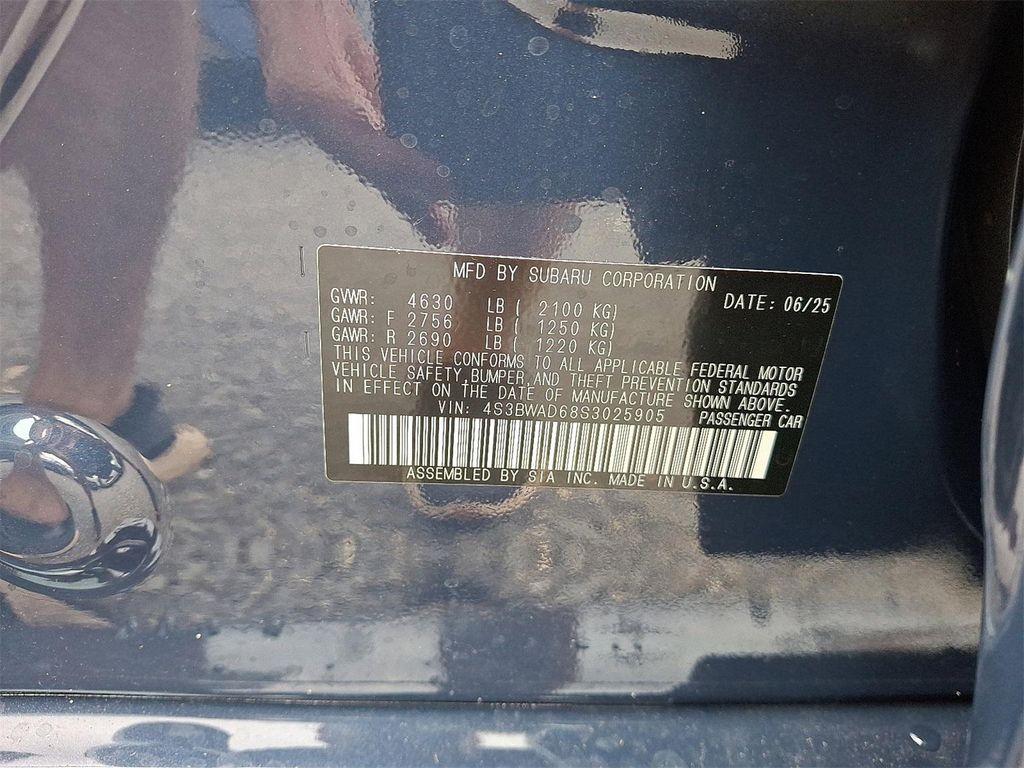 MFD BY SUBARU CORPORATION
DATE: 06/25
GVWR: 4630 LB ( 2100 KG)
GAWR: F 2756 LB ( 1250 KG)
GAWR: R 2690 LB ( 1220 KG)
THIS VEHICLE CONFORMS TO ALL APPLICABLE FEDERAL MOTOR
VEHICLE SAFETY, BUMPER, AND THEFT PREVENTION STANDARDS
IN EFFECT ON THE DATE OF MANUFACTURE SHOWN ABOVE.
VIN: 4S3BWAD68S3025905 PASSENGER CAR
ASSEMBLED BY SIA INC. MADE IN U.S.A.